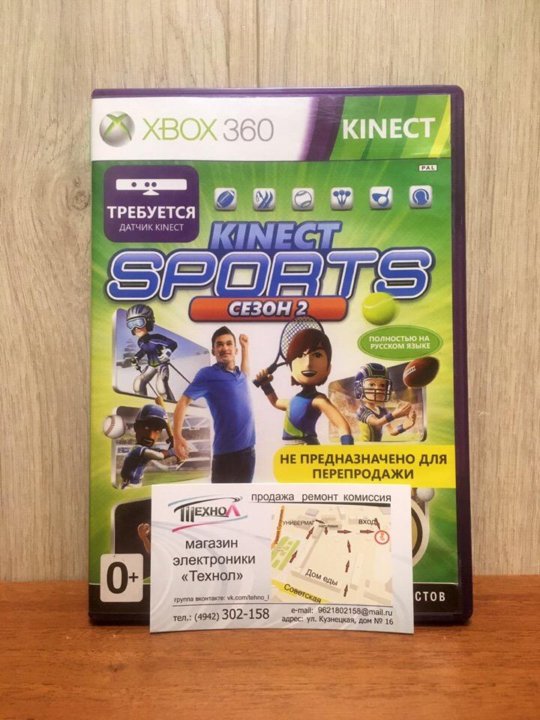 XBOX 360
KINECT
PAL
ТРЕБУЕТСЯ
ДАТЧИК KINECT
KINECT
SPORTS
СЕЗОН 2
ПОЛНОСТЬЮ НА
РУССКОМ ЯЗЫКЕ
НЕ ПРЕДНАЗНАЧЕНО ДЛЯ
ПЕРЕПРОДАЖИ
0+
СТОВ
ТЕХНОЛ
продажа ремонт комиссия
магазин
электроники
«Технол»
группа вконтакте: vk.com/tehno_l
тел.: (4942) 302-158
УНИВЕРМАГ
ВХОД
Дом еды
Советская
e-mail: 9621802158@mail.ru
адрес: ул. Кузнецкая, дом № 16